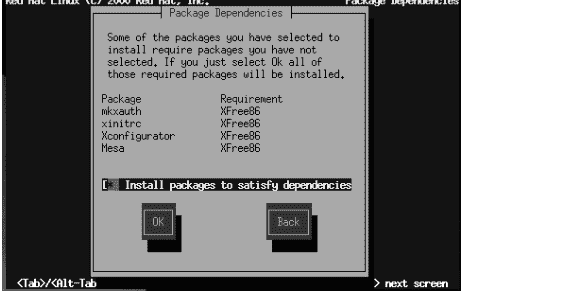 Red Hat Linux (C) 2000 Red Hat, Inc. Package Dependencies
Package Dependencies
Some of the packages you have selected to
install require packages you have not
selected. If you just select Ok all of
those required packages will be installed.
Package Requirement
mkxauth XFree86
xinitrc XFree86
Xconfigurator XFree86
Mesa XFree86
Install packages to satisfy dependencies
OK Back
<Tab>/<Alt-Tab > next screen